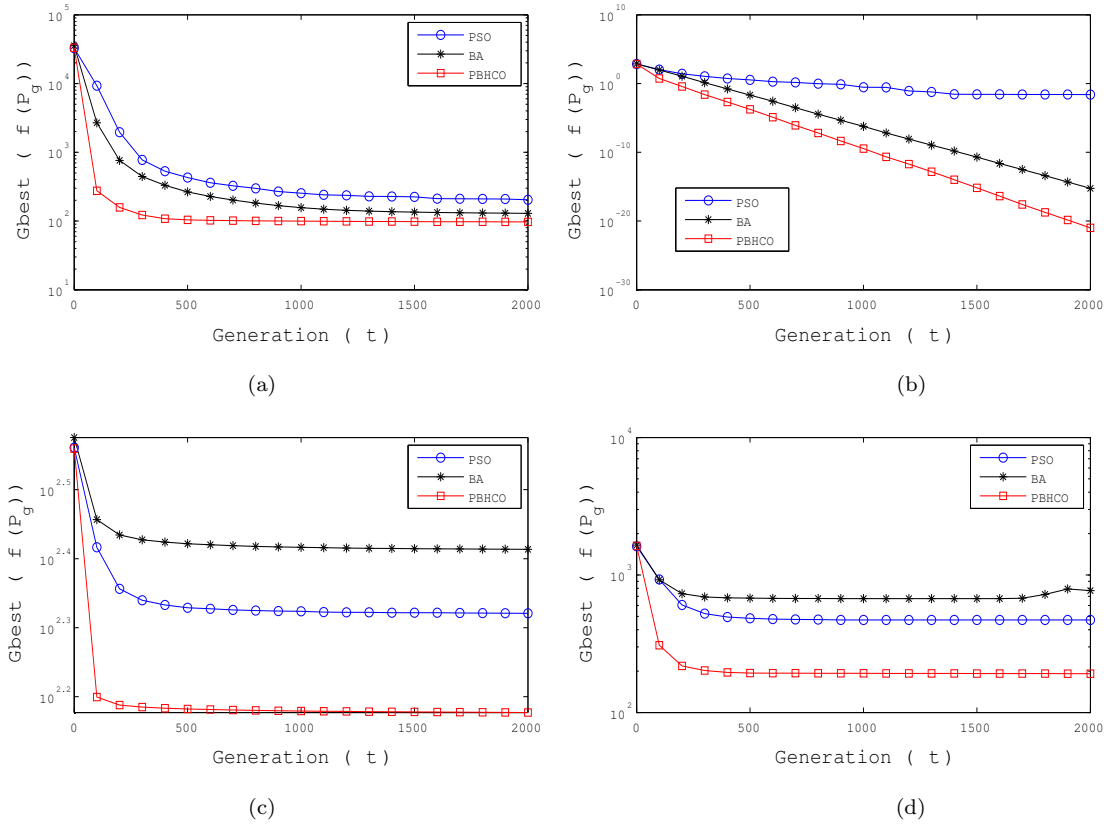 Gbest ( f (P_g))
10^5
10^4
10^3
10^2
10^1
PSO
BA
PBHCO
0 500 1000 1500 2000
Generation ( t)
(a)
Gbest ( f (P_g))
10^10
10^0
10^-10
10^-20
10^-30
PSO
BA
PBHCO
0 500 1000 1500 2000
Generation ( t)
(b)
Gbest ( f (P_g))
10^2.5
10^2.4
10^2.3
10^2.2
PSO
BA
PBHCO
0 500 1000 1500 2000
Generation ( t)
(c)
Gbest ( f (P_g))
10^4
10^3
10^2
PSO
BA
PBHCO
0 500 1000 1500 2000
Generation ( t)
(d)